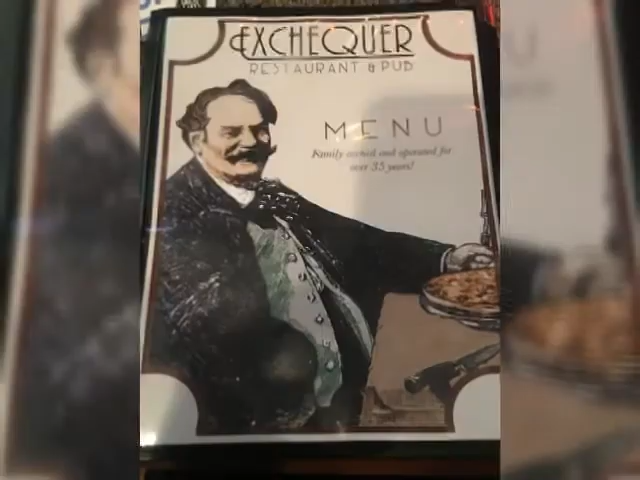 EXCHEQUER
RESTAURANT & PUB
MENU
Family owned and operated for
over 35 years!